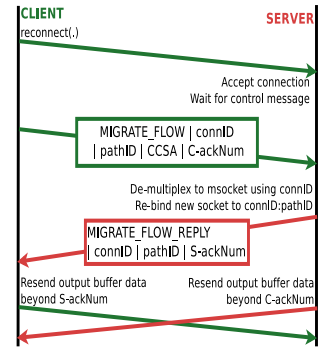 CLIENT
SERVER
reconnect(.)
Accept connection
Wait for control message
MIGRATE_FLOW | connID
| pathID | CCSA | C-ackNum
De-multiplex to msocket using connID
Re-bind new socket to connID:pathID
MIGRATE_FLOW_REPLY
| connID | pathID | S-ackNum
Resend output buffer data
beyond S-ackNum
Resend output buffer data
beyond C-ackNum